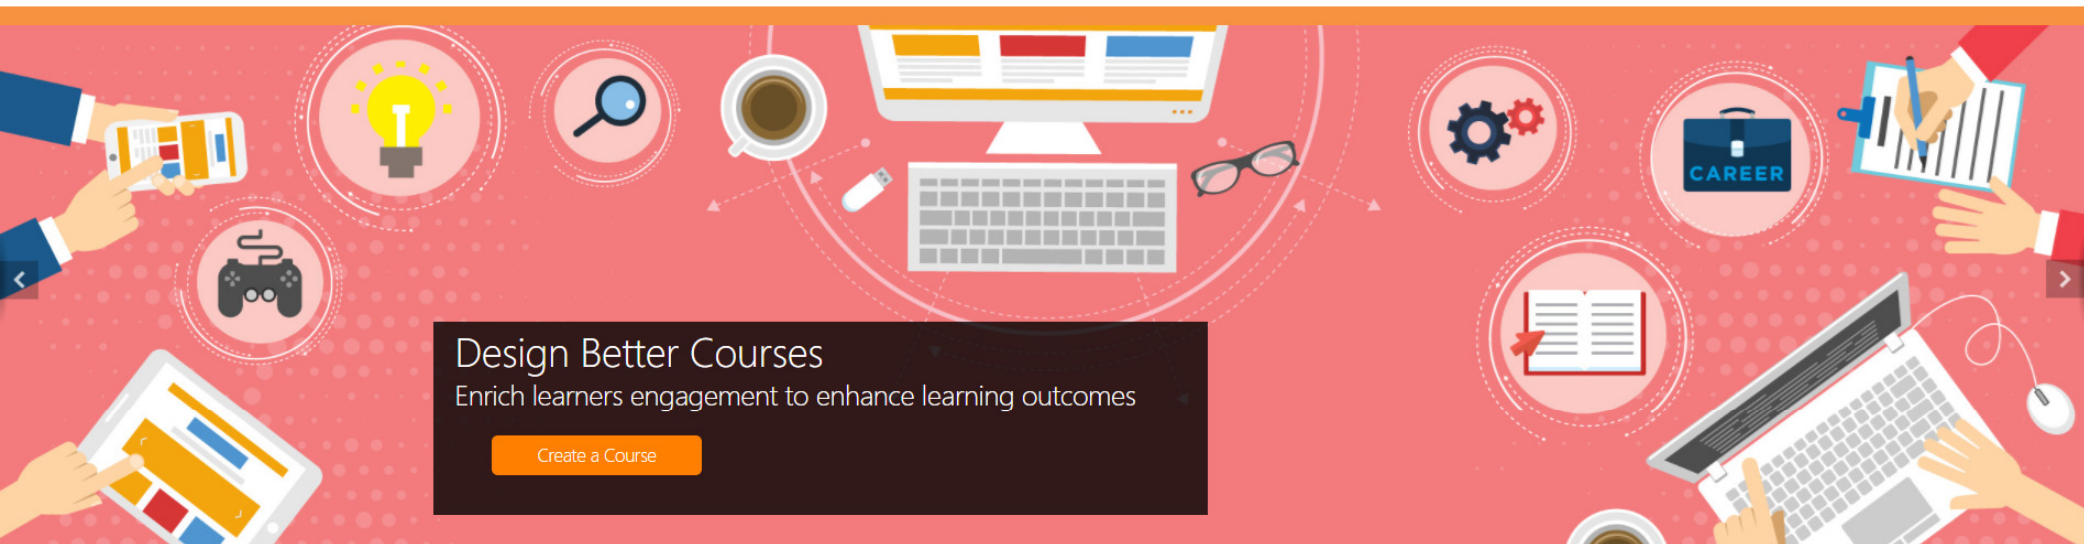 CAREER
Design Better Courses
Enrich learners engagement to enhance learning outcomes
Create a Course